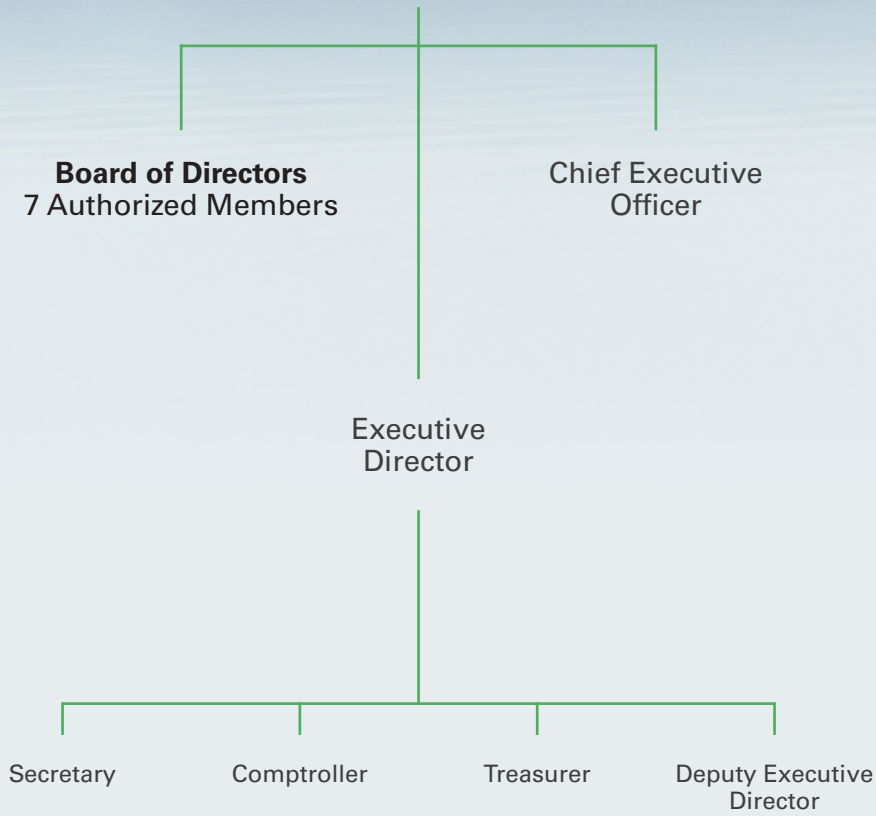 Board of Directors
7 Authorized Members
Chief Executive
Officer
Executive
Director
Secretary
Comptroller
Treasurer
Deputy Executive
Director